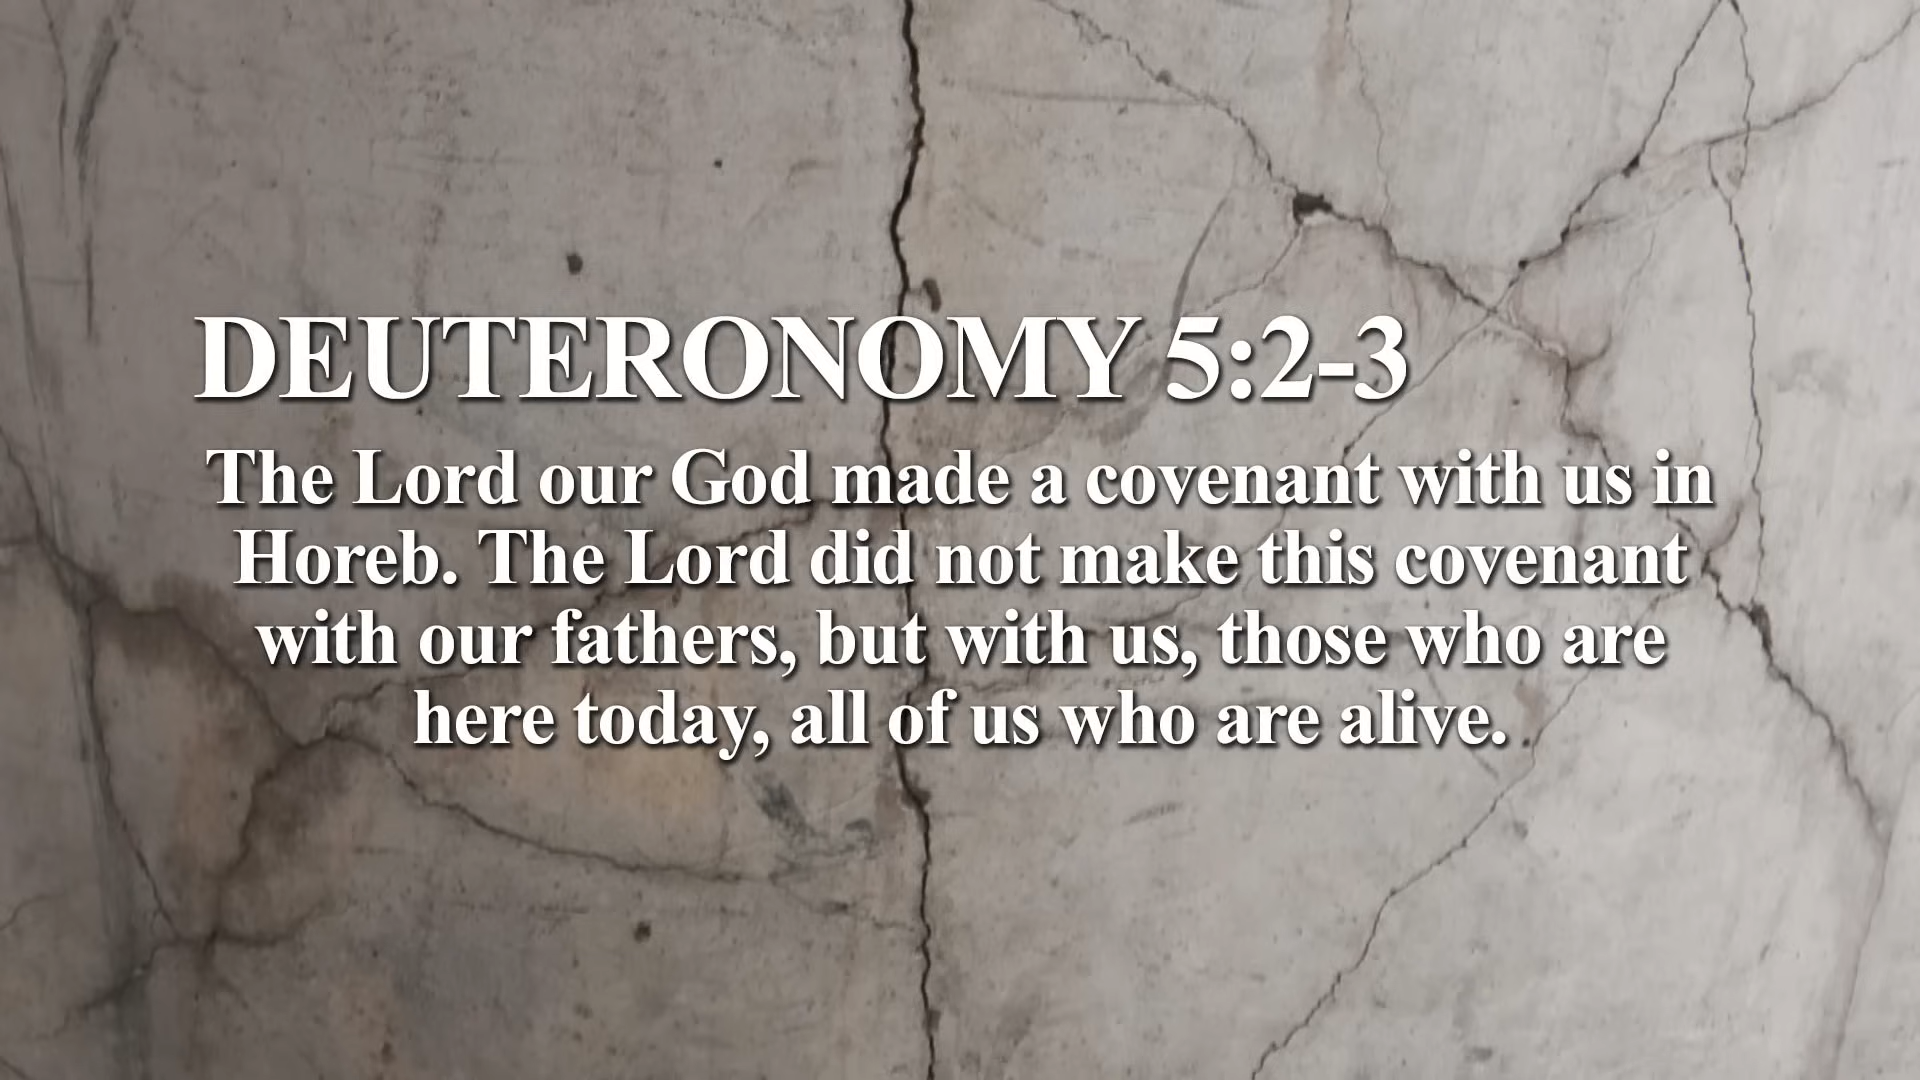 DEUTERONOMY 5:2-3
The Lord our God made a covenant with us in
Horeb. The Lord did not make this covenant
with our fathers, but with us, those who are
here today, all of us who are alive.